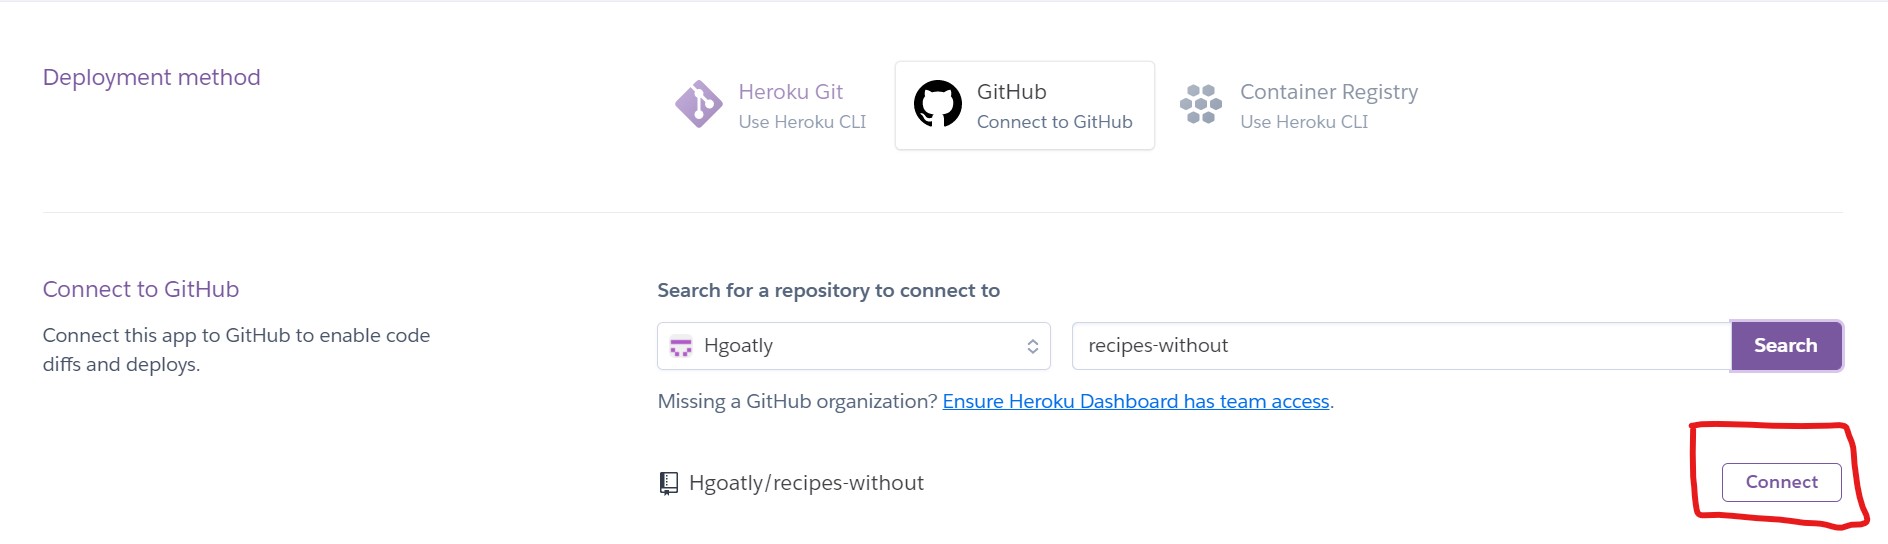 Deployment method
Heroku Git
Use Heroku CLI
GitHub
Connect to GitHub
Container Registry
Use Heroku CLI
Connect to GitHub
Connect this app to GitHub to enable code
diffs and deploys.
Search for a repository to connect to
Hgoatly
recipes-without
Search
Missing a GitHub organization? Ensure Heroku Dashboard has team access.
Hgoatly/recipes-without
Connect